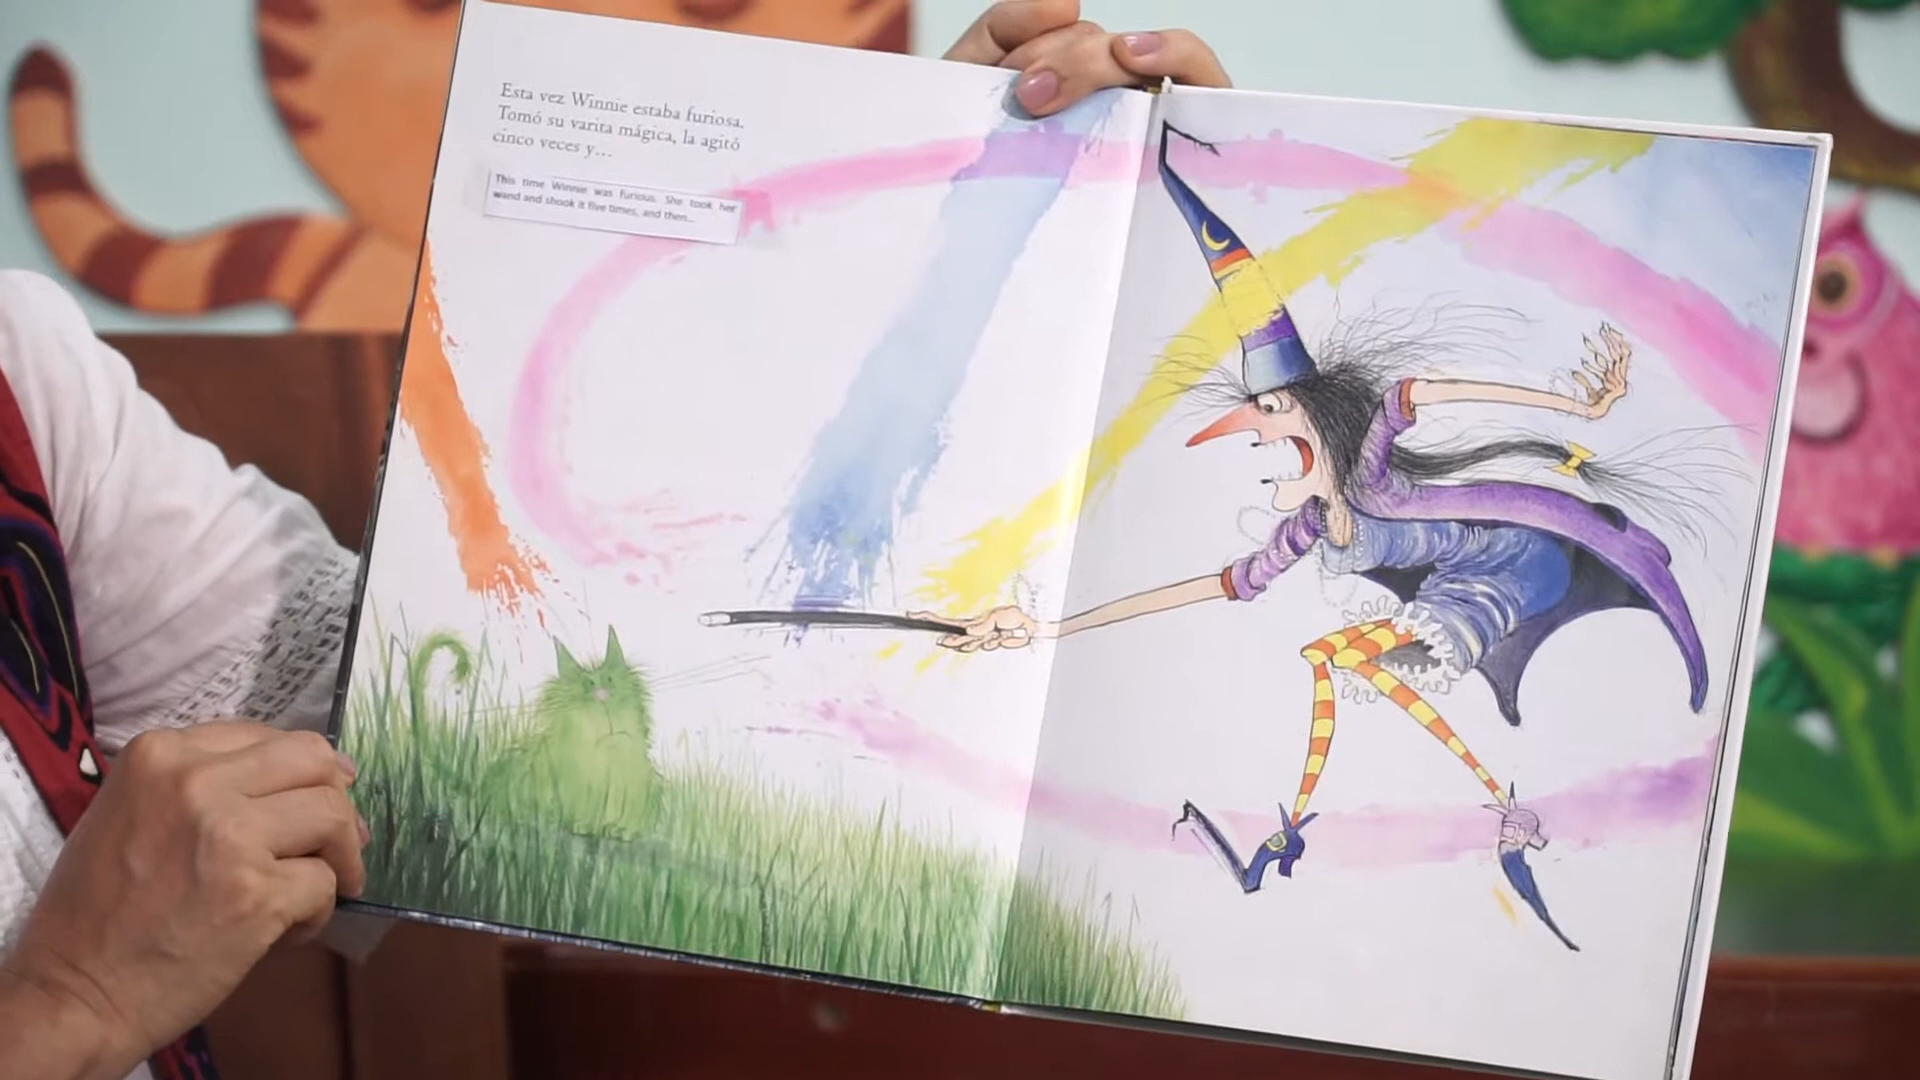 Esta vez Winnie estaba furiosa.
Tomó su varita mágica, la agitó
cinco veces y...
This time Winnie was furious. She took her
wand and shook it five times, and then...